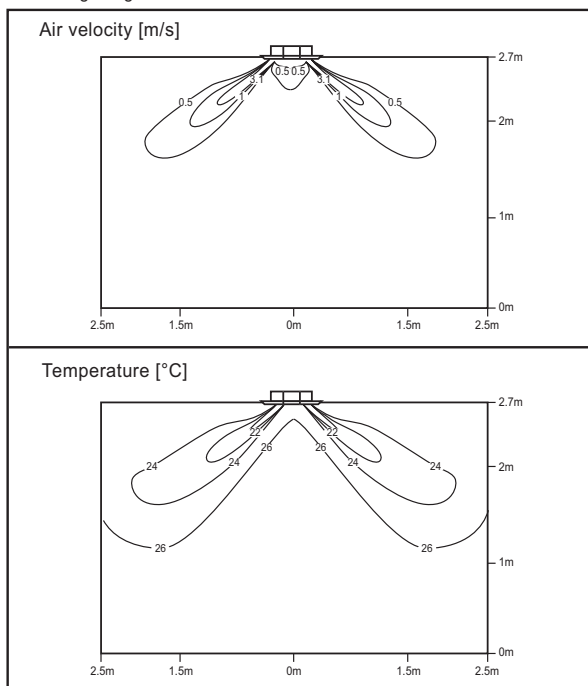 Air velocity [m/s]
2.7m
0.5 0.5
3.1 3.1
0.5 1 1 0.5
2m
1m
0m
2.5m 1.5m 0m 1.5m 2.5m
Temperature [°C]
2.7m
22 22
24 24 26 26 24 24
2m
26 26
1m
0m
2.5m 1.5m 0m 1.5m 2.5m